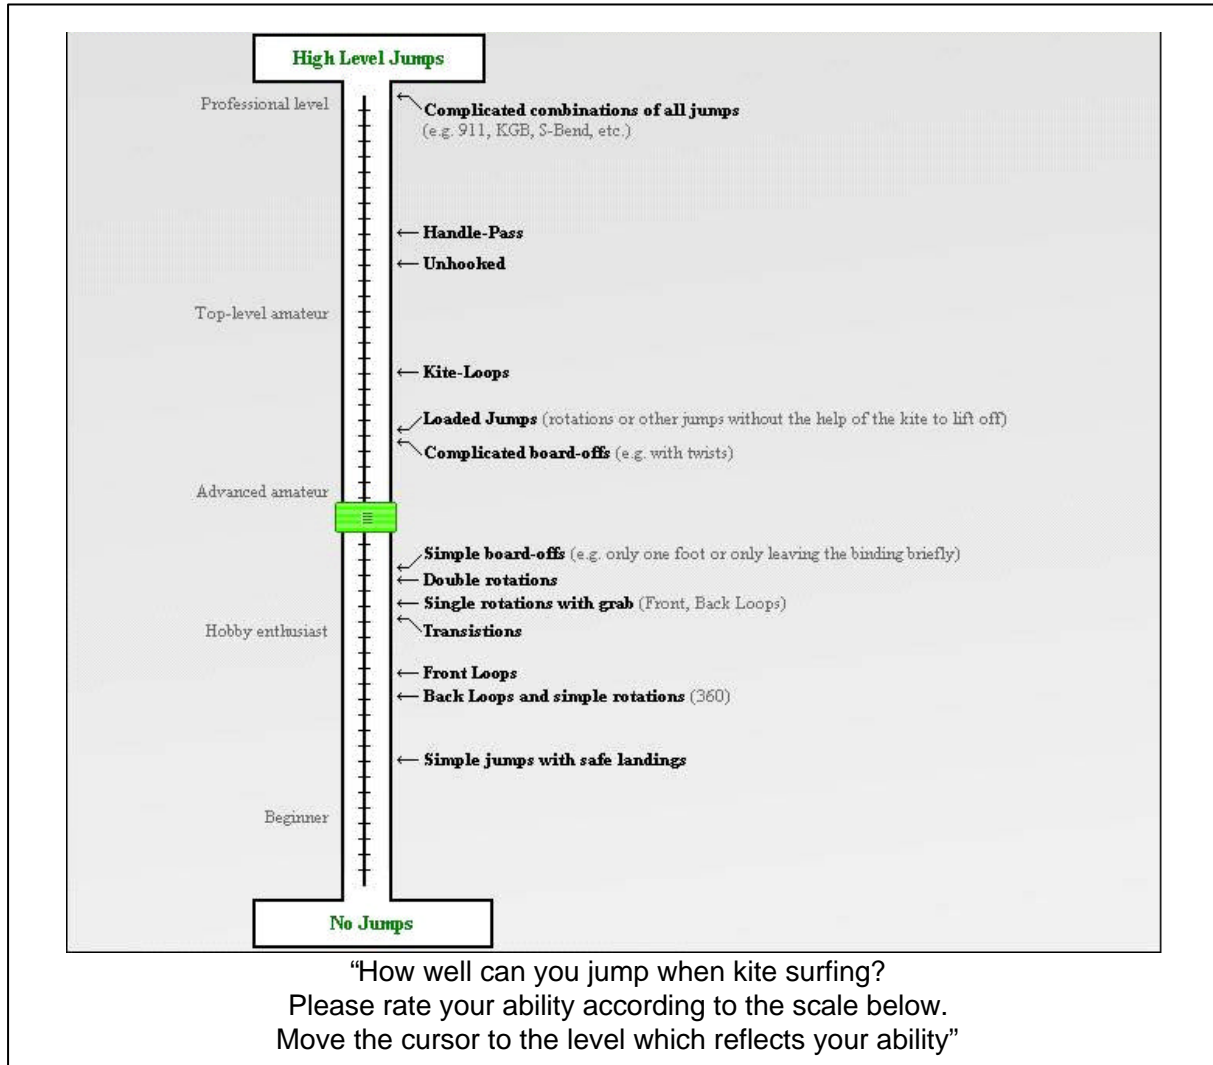 High Level Jumps
Professional level
Complicated combinations of all jumps
(e.g. 911, KGB, S-Bend, etc.)
Handle-Pass
Unhooked
Top-level amateur
Kite-Loops
Loaded Jumps (rotations or other jumps without the help of the kite to lift off)
Complicated board-offs (e.g. with twists)
Advanced amateur
Simple board-offs (e.g. only one foot or only leaving the binding briefly)
Double rotations
Single rotations with grab (Front, Back Loops)
Hobby enthusiast
Transistions
Front Loops
Back Loops and simple rotations (360)
Simple jumps with safe landings
Beginner
No Jumps
“How well can you jump when kite surfing?
Please rate your ability according to the scale below.
Move the cursor to the level which reflects your ability”